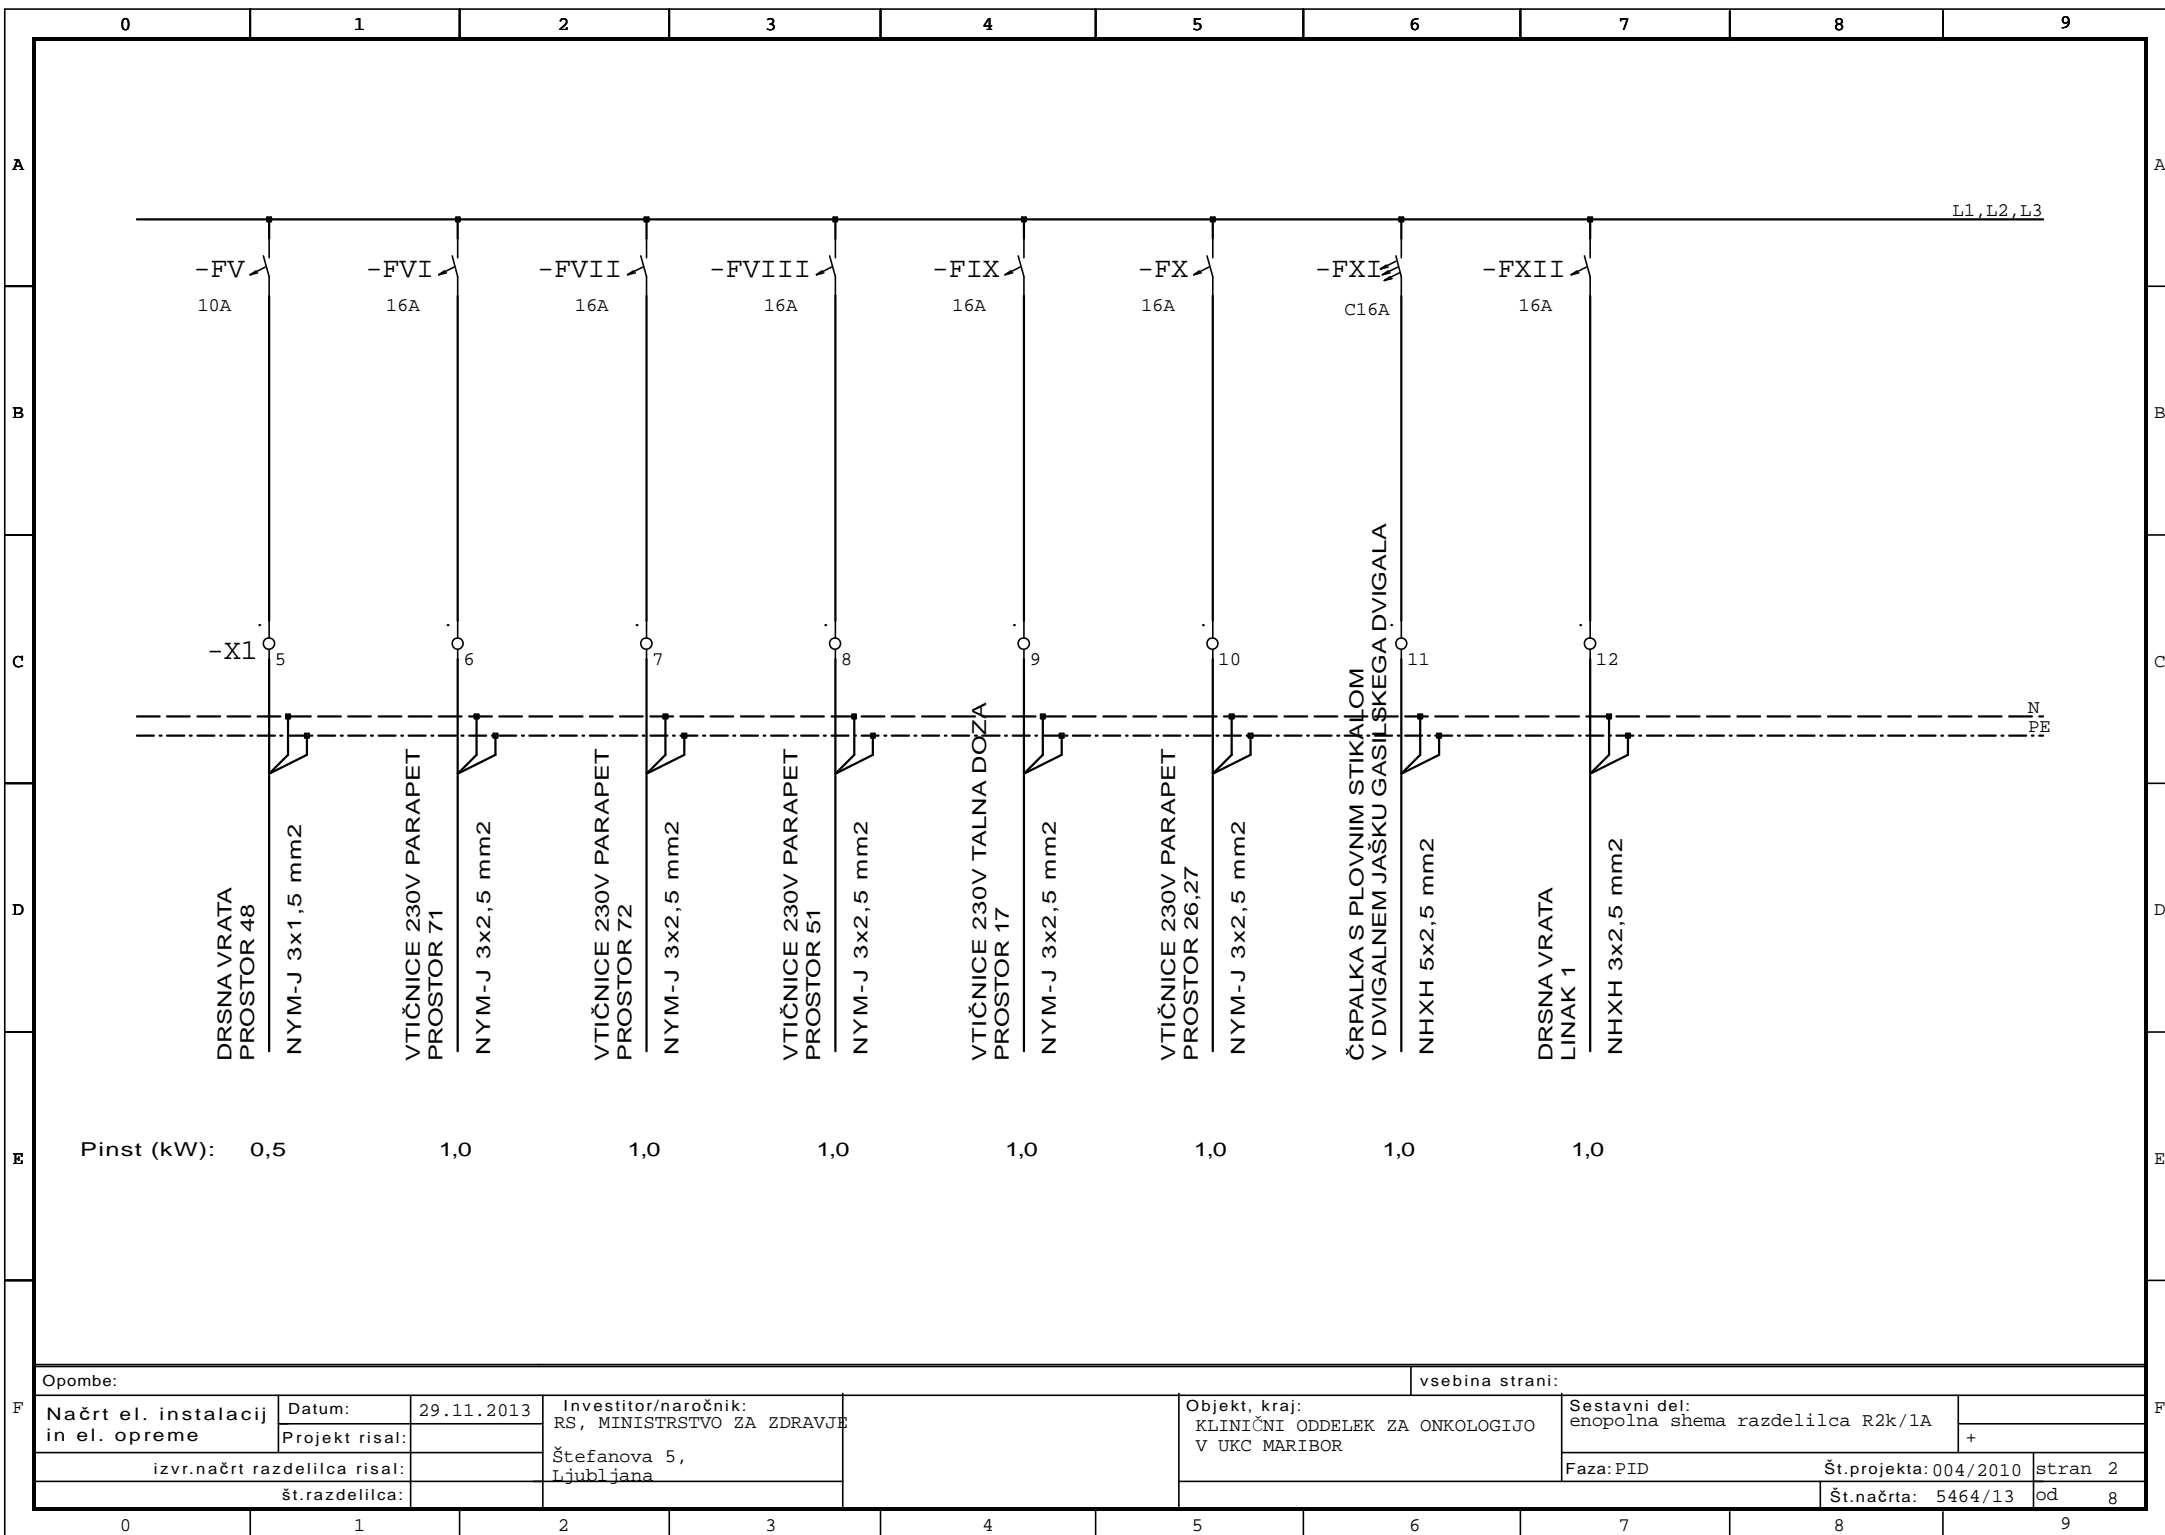 0 1 2 3 4 5 6 7 8 9
A A
L1,L2,L3
-FV -FVI -FVII -FVIII -FIX -FX -FXI -FXII
10A 16A 16A 16A 16A 16A C16A 16A
B B
-X1 5 6 7 8 9 10 11 12
C C
N
PE
DRSNA VRATA
PROSTOR 48
NYM-J 3x1,5 mm2
VTIČNICE 230V PARAPET
PROSTOR 71
NYM-J 3x2,5 mm2
VTIČNICE 230V PARAPET
PROSTOR 72
NYM-J 3x2,5 mm2
VTIČNICE 230V PARAPET
PROSTOR 51
NYM-J 3x2,5 mm2
VTIČNICE 230V TALNA DOZA
PROSTOR 17
NYM-J 3x2,5 mm2
VTIČNICE 230V PARAPET
PROSTOR 26,27
NYM-J 3x2,5 mm2
ČRPALKA S PLOVNIM STIKALOM
V DVIGALNEM JAŠKU GASILSKEGA DVIGALA
NHXH 5x2,5 mm2
DRSNA VRATA
LINAK 1
NHXH 3x2,5 mm2
D D
Pinst (kW): 0,5 1,0 1,0 1,0 1,0 1,0 1,0 1,0
E E
Opombe:
vsebina strani:
F F
Načrt el. instalacij
in el. opreme
Datum: 29.11.2013
Projekt risal:
izvr.načrt razdelilca risal:
št.razdelilca:
Investitor/naročnik:
RS, MINISTRSTVO ZA ZDRAVJE
Štefanova 5,
Ljubljana
Objekt, kraj:
KLINIČNI ODDELEK ZA ONKOLOGIJO
V UKC MARIBOR
Sestavni del:
enopolna shema razdelilca R2k/1A
+
Faza: PID
Št.projekta: 004/2010
stran 2
Št.načrta: 5464/13
od 8
0 1 2 3 4 5 6 7 8 9